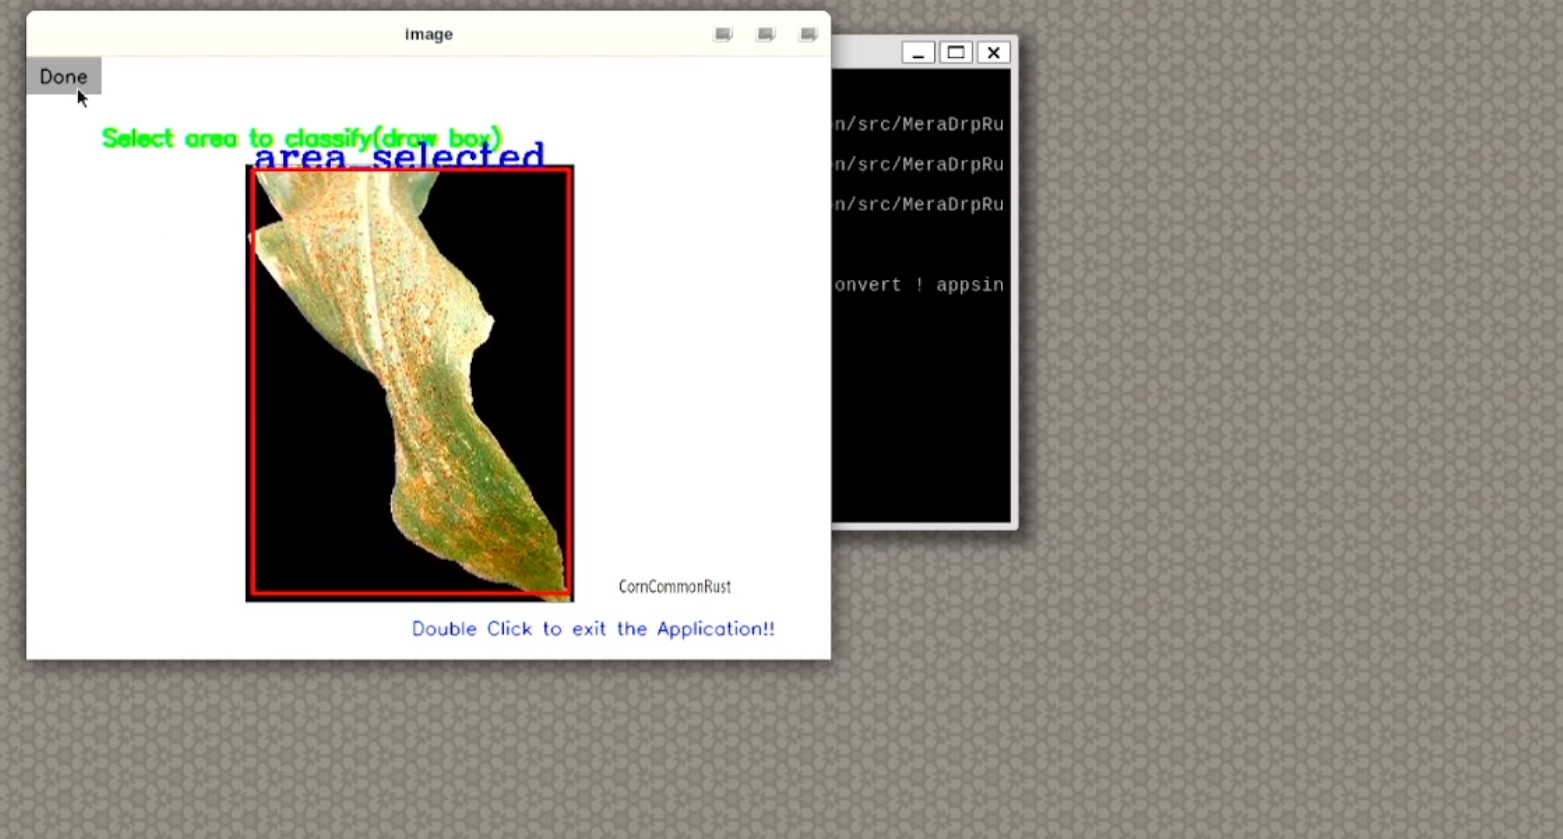 image
Done
Select area to classify(draw box)
area selected
n/src/MeraDrpRu
n/src/MeraDrpRu
n/src/MeraDrpRu
onvert ! appsin
CornCommonRust
Double Click to exit the Application!!